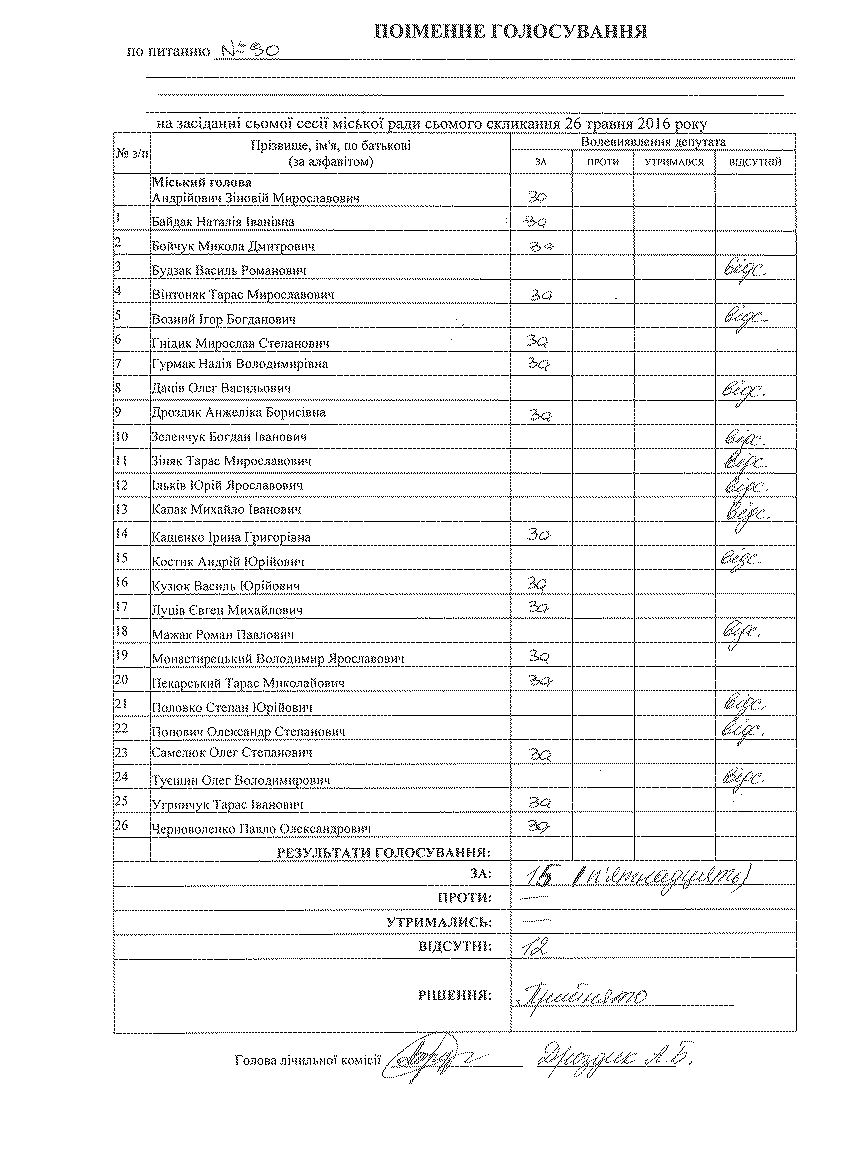 ПОІМЕННЕ ГОЛОСУВАННЯ
по питанню №90
на засіданні сьомої сесії міської ради сьомого скликання 26 травня 2016 року
№ з/п Прізвище, ім'я, по батькові (за алфавітом) Волевиявлення депутата
ЗА ПРОТИ УТРИМАВСЯ ВІДСУТНІЙ
Міський голова
Андрійович Зіновій Мирославович за
1 Байдак Наталія Іванівна за
2 Бойчук Микола Дмитрович за
3 Будзак Василь Романович відс.
4 Вінтоняк Тарас Мирославович за
5 Возний Ігор Богданович відс.
6 Гнідик Мирослав Степанович за
7 Гурмак Надія Володимирівна за
8 Даців Олег Васильович відс.
9 Дроздик Анжеліка Борисівна за
10 Зеленчук Богдан Іванович відс.
11 Зіняк Тарас Мирославович відс.
12 Ільків Юрій Ярославович відс.
13 Капак Михайло Іванович відс.
14 Кащенко Ірина Григорівна за
15 Костик Андрій Юрійович відс.
16 Кузюк Василь Юрійович за
17 Луців Євген Михайлович за
18 Мажак Роман Павлович відс.
19 Монастирецький Володимир Ярославович за
20 Пекарський Тарас Миколайович за
21 Половко Степан Юрійович відс.
22 Попович Олександр Степанович відс.
23 Самелюк Олег Степанович за
24 Туєшин Олег Володимирович відс.
25 Угринчук Тарас Іванович за
26 Черноволенко Павло Олександрович за
РЕЗУЛЬТАТИ ГОЛОСУВАННЯ:
ЗА: 15 (п'ятнадцять)
ПРОТИ: —
УТРИМАЛИСЬ: —
ВІДСУТНІ: 12
РІШЕННЯ: Прийнято
Голова лічильної комісії Дроздик А.Б.